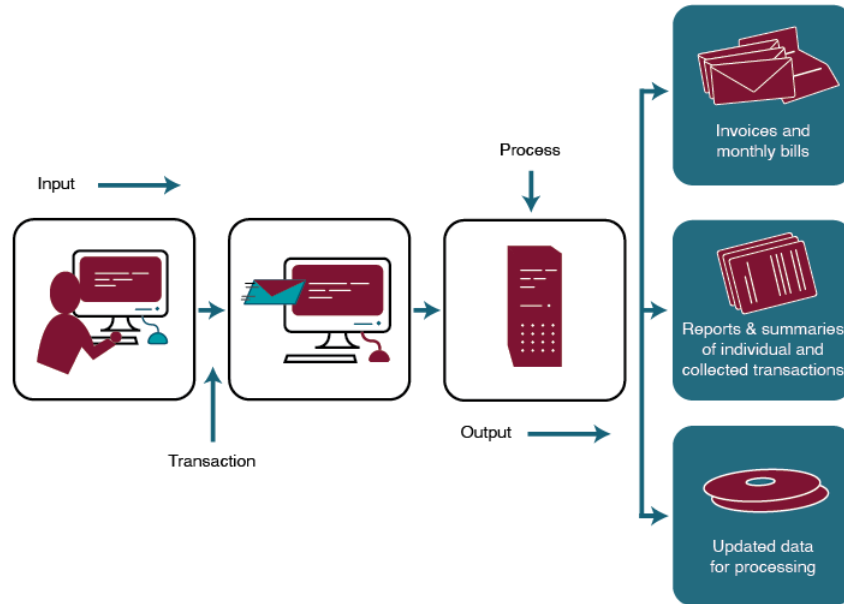 Input
Transaction
Process
Output
Invoices and
monthly bills
Reports & summaries
of individual and
collected transactions
Updated data
for processing